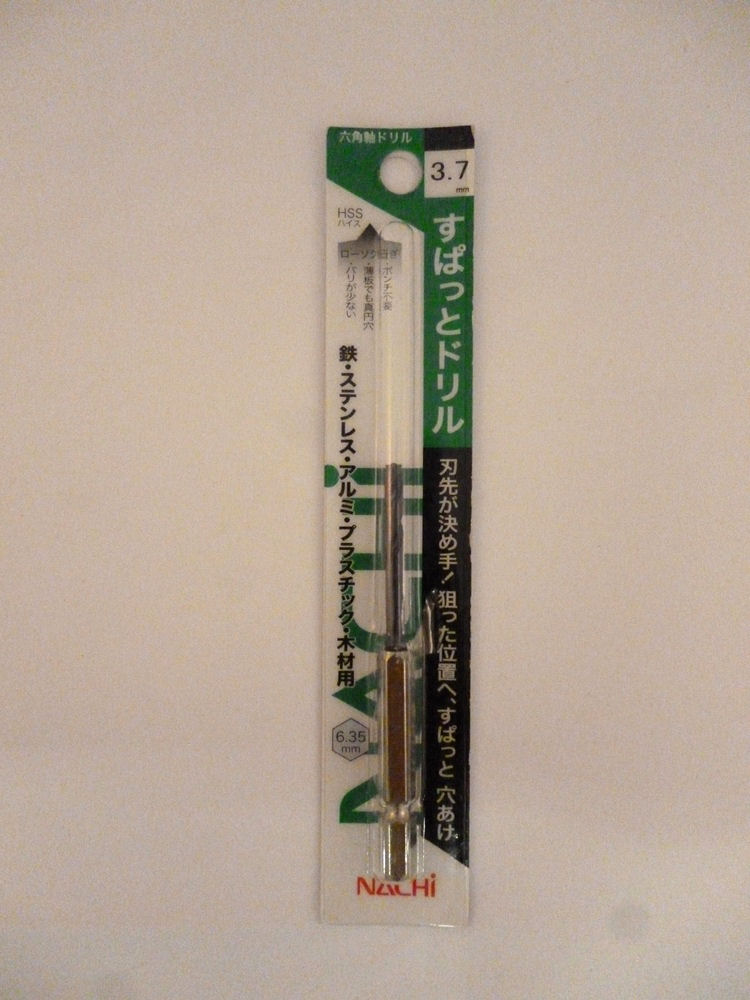 六角軸ドリル
3.7
mm
すぱっとドリル
刃先が決め手！狙った位置へ、すぱっと 穴あけ
HSS
ハイス
ローソク研ぎ
・ポンチ不要
・薄板でも真円穴
・バリが少ない
鉄・ステンレス・アルミ・プラスチック・木材用
6.35
mm
NACHi
NACHi